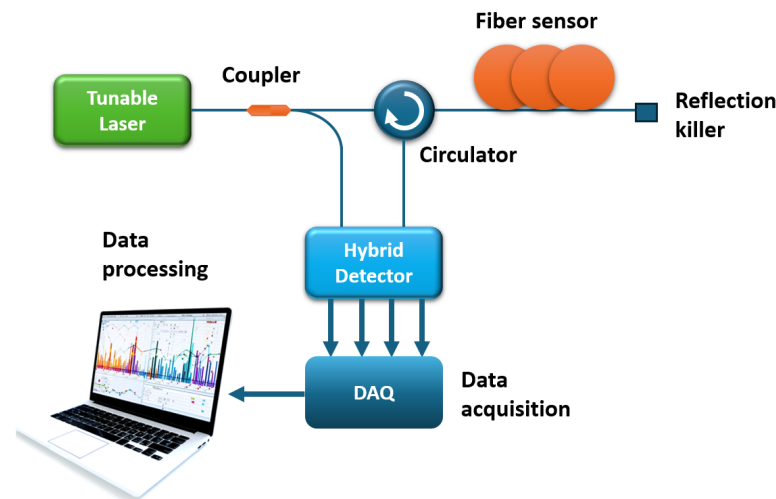 Fiber sensor
Coupler
Tunable
Laser
Reflection
killer
Circulator
Data
processing
Hybrid
Detector
DAQ
Data
acquisition